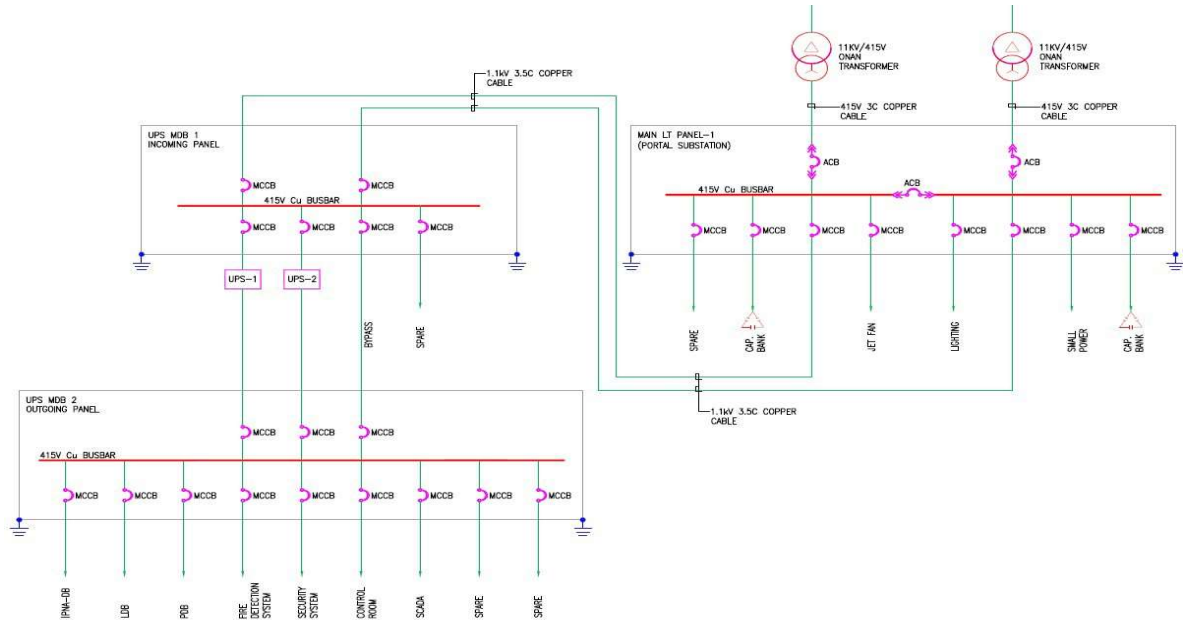 11KV/415V
ONAN
TRANSFORMER
11KV/415V
ONAN
TRANSFORMER
1.1kV 3.5C COPPER
CABLE
415V 3C COPPER
CABLE
415V 3C COPPER
CABLE
UPS MDB 1
INCOMING PANEL
MAIN LT PANEL-1
(PORTAL SUBSTATION)
ACB
ACB
MCCB
MCCB
415V Cu BUSBAR
415V Cu BUSBAR
ACB
MCCB
MCCB
MCCB
MCCB
MCCB
MCCB
MCCB
MCCB
MCCB
MCCB
MCCB
MCCB
UPS-1
UPS-2
BYPASS
SPARE
SPARE
CAP.
BANK
JET FAN
LIGHTING
SMALL
POWER
CAP.
BANK
UPS MDB 2
OUTGOING PANEL
1.1kV 3.5C COPPER
CABLE
MCCB
MCCB
MCCB
415V Cu BUSBAR
MCCB
MCCB
MCCB
MCCB
MCCB
MCCB
MCCB
MCCB
MCCB
IPNA-DB
LDB
PDB
FIRE
DETECTION
SYSTEM
SECURITY
SYSTEM
CONTROL
ROOM
SCADA
SPARE
SPARE